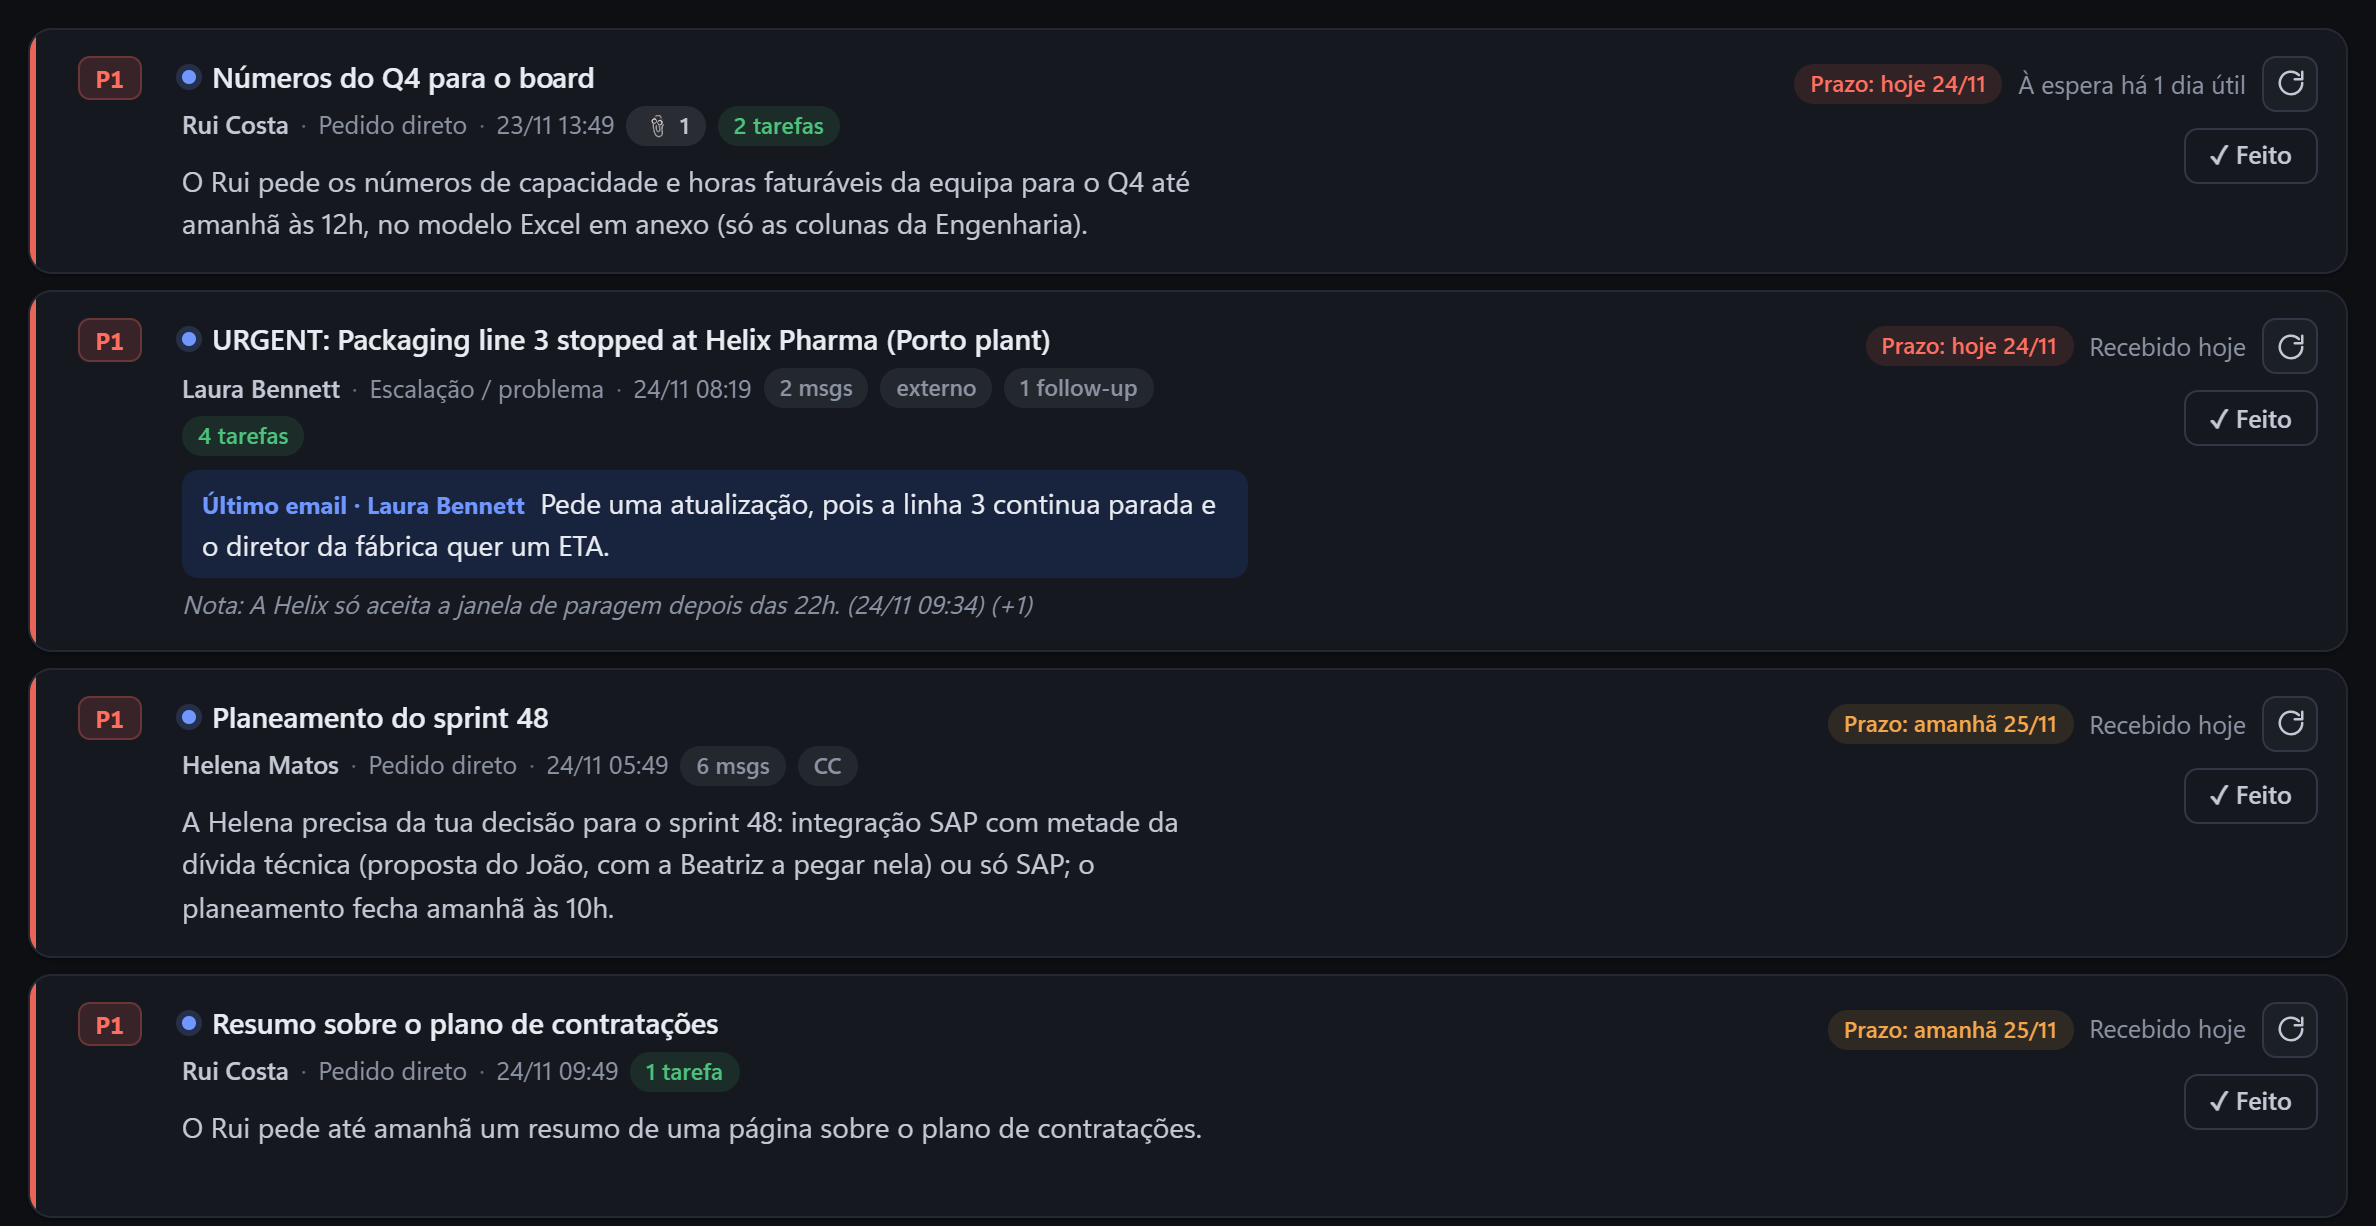 P1 Números do Q4 para o board Prazo: hoje 24/11 À espera há 1 dia útil
Rui Costa · Pedido direto · 23/11 13:49 1 2 tarefas
✓ Feito
O Rui pede os números de capacidade e horas faturáveis da equipa para o Q4 até
amanhã às 12h, no modelo Excel em anexo (só as colunas da Engenharia).
P1 URGENT: Packaging line 3 stopped at Helix Pharma (Porto plant) Prazo: hoje 24/11 Recebido hoje
Laura Bennett · Escalação / problema · 24/11 08:19 2 msgs externo 1 follow-up
✓ Feito
4 tarefas
Último email · Laura Bennett Pede uma atualização, pois a linha 3 continua parada e
o diretor da fábrica quer um ETA.
Nota: A Helix só aceita a janela de paragem depois das 22h. (24/11 09:34) (+1)
P1 Planeamento do sprint 48 Prazo: amanhã 25/11 Recebido hoje
Helena Matos · Pedido direto · 24/11 05:49 6 msgs CC
✓ Feito
A Helena precisa da tua decisão para o sprint 48: integração SAP com metade da
dívida técnica (proposta do João, com a Beatriz a pegar nela) ou só SAP; o
planeamento fecha amanhã às 10h.
P1 Resumo sobre o plano de contratações Prazo: amanhã 25/11 Recebido hoje
Rui Costa · Pedido direto · 24/11 09:49 1 tarefa
✓ Feito
O Rui pede até amanhã um resumo de uma página sobre o plano de contratações.